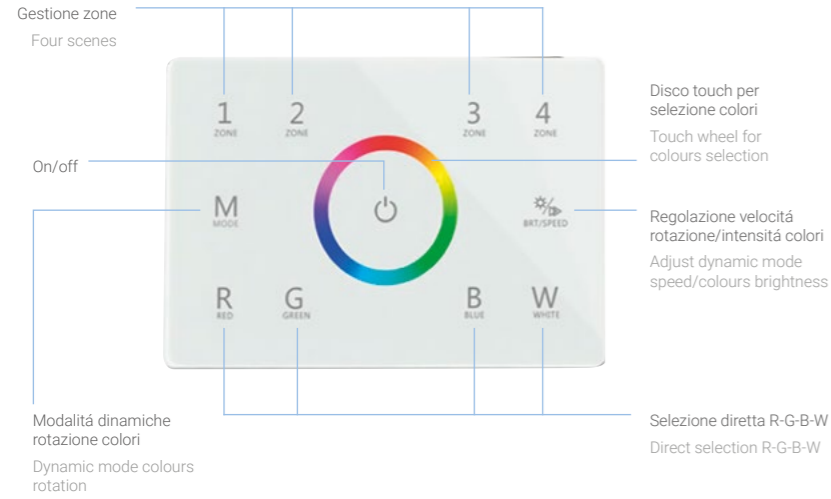 Gestione zone
Four scenes
1
ZONE
2
ZONE
3
ZONE
4
ZONE
Disco touch per
selezione colori
Touch wheel for
colours selection
On/off
M
MODE
BRT/SPEED
Regolazione velocitá
rotazione/intensitá colori
Adjust dynamic mode
speed/colours brightness
R
RED
G
GREEN
B
BLUE
W
WHITE
Modalitá dinamiche
rotazione colori
Dynamic mode colours
rotation
Selezione diretta R-G-B-W
Direct selection R-G-B-W